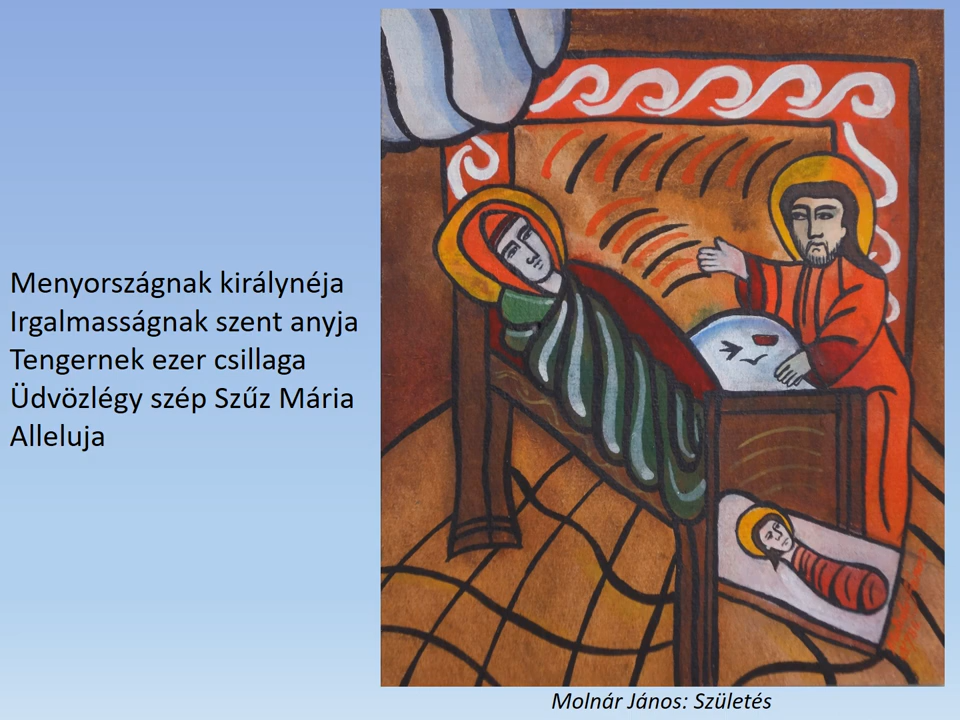 Menyországnak királynéja
Irgalmasságnak szent anyja
Tengernek ezer csillaga
Üdvözlégy szép Szűz Mária
Alleluja
Molnár János: Születés